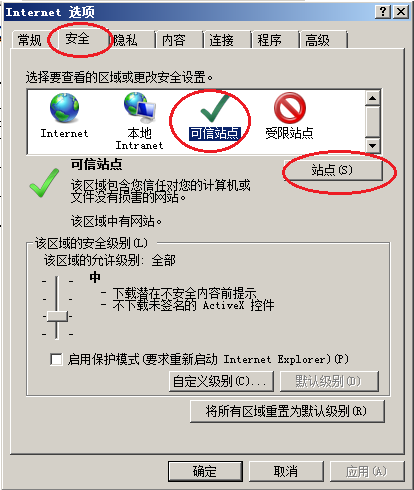 Internet 选项
常规 安全 隐私 内容 连接 程序 高级
选择要查看的区域或更改安全设置。
Internet 本地 Intranet 可信站点 受限站点
可信站点
站点(S)
该区域包含您信任对您的计算机或
文件没有损害的网站。
该区域中有网站。
该区域的安全级别(L)
该区域的允许级别: 全部
中
- 下载潜在不安全内容前提示
- 不下载未签名的 ActiveX 控件
启用保护模式(要求重新启动 Internet Explorer)(P)
自定义级别(C)... 默认级别(D)
将所有区域重置为默认级别(R)
确定 取消 应用(A)